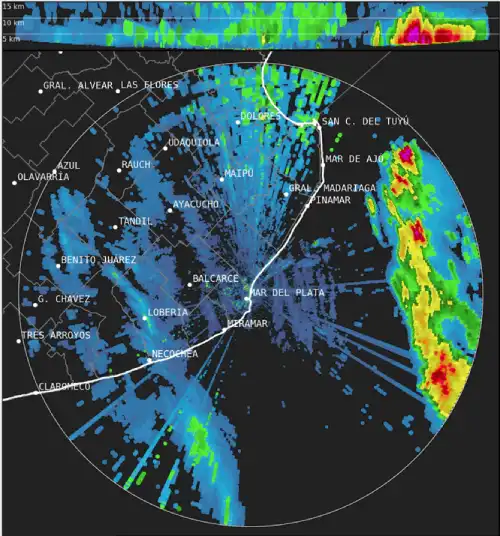 15 km
10 km
5 km
GRAL. ALVEAR
LAS FLORES
DOLORES
SAN C. DEL TUYÚ
UDAQUIOLA
MAR DE AJO
AZUL
RAUCH
OLAVARRIA
MAIPÚ
GRAL. MADARIAGA
PINAMAR
AYACUCHO
TANDIL
BENITO JUAREZ
BALCARCE
MAR DEL PLATA
G. CHAVEZ
LOBERIA
MIRAMAR
TRES ARROYOS
NECOCHEA
CLAROMECO